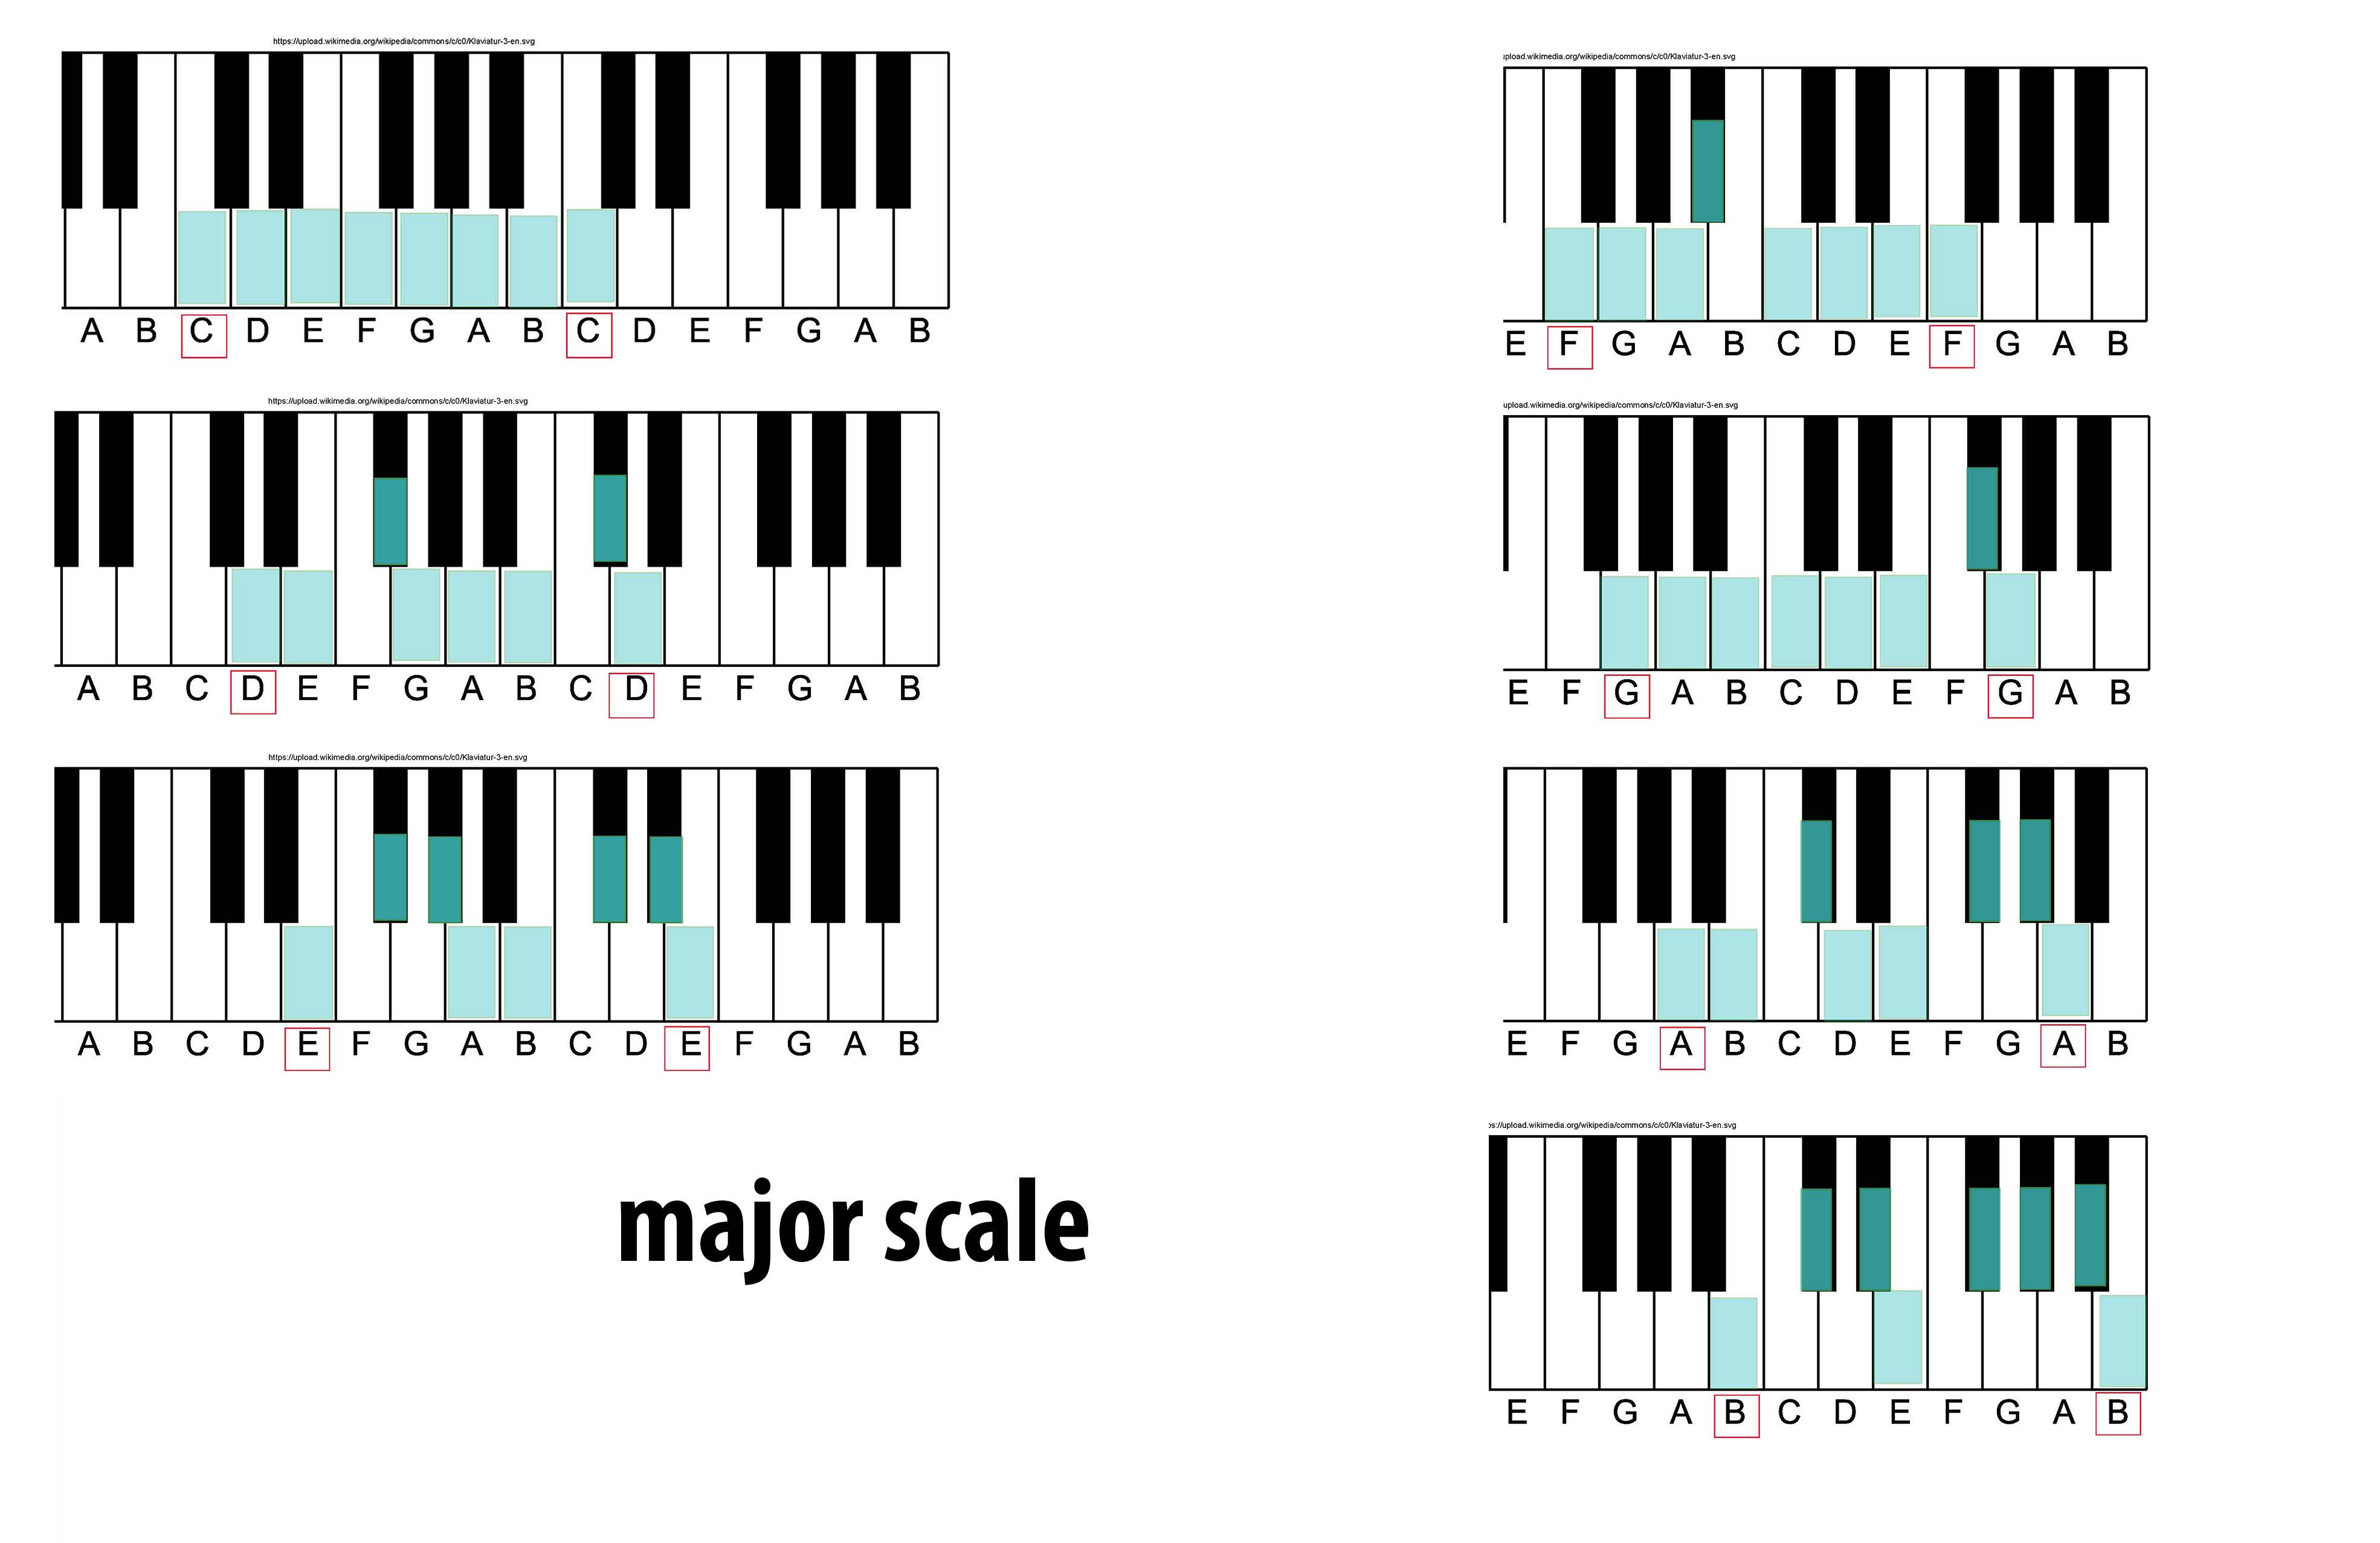 https://upload.wikimedia.org/wikipedia/commons/c/c0/Klaviatur-3-en.svg
A B C D E F G A B C D E F G A B
https://upload.wikimedia.org/wikipedia/commons/c/c0/Klaviatur-3-en.svg
A B C D E F G A B C D E F G A B
https://upload.wikimedia.org/wikipedia/commons/c/c0/Klaviatur-3-en.svg
A B C D E F G A B C D E F G A B
major scale
upload.wikimedia.org/wikipedia/commons/c/c0/Klaviatur-3-en.svg
E F G A B C D E F G A B
upload.wikimedia.org/wikipedia/commons/c/c0/Klaviatur-3-en.svg
E F G A B C D E F G A B
E F G A B C D E F G A B
ps://upload.wikimedia.org/wikipedia/commons/c/c0/Klaviatur-3-en.svg
E F G A B C D E F G A B